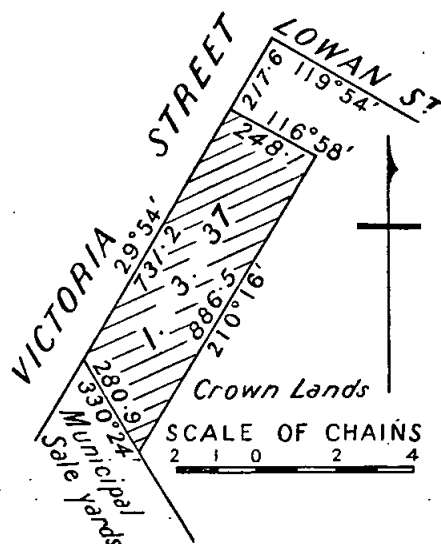 LOWAN ST.
119°54′
217·6
STREET
116°58′
248·
VICTORIA
29°54′
731·2
1. 3. 37
886·5
210°16′
280·9
330°24′
Municipal
Sale yards
Crown Lands
SCALE OF CHAINS
2 1 0 2 4